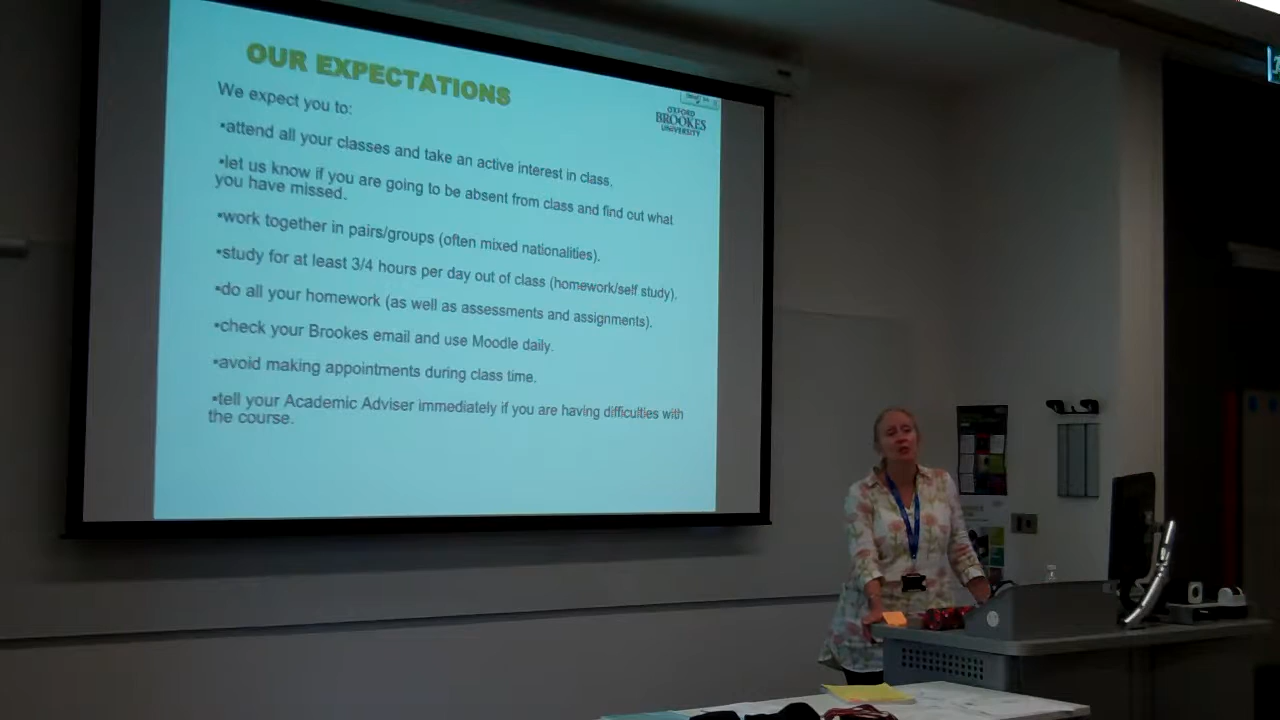 OUR EXPECTATIONS
OXFORD
BROOKES
UNIVERSITY
We expect you to:
▪attend all your classes and take an active interest in class,
▪let us know if you are going to be absent from class and find out what
you have missed.
▪work together in pairs/groups (often mixed nationalities).
▪study for at least 3/4 hours per day out of class (homework/self study).
▪do all your homework (as well as assessments and assignments).
▪check your Brookes email and use Moodle daily.
▪avoid making appointments during class time.
▪tell your Academic Adviser immediately if you are having difficulties with
the course.